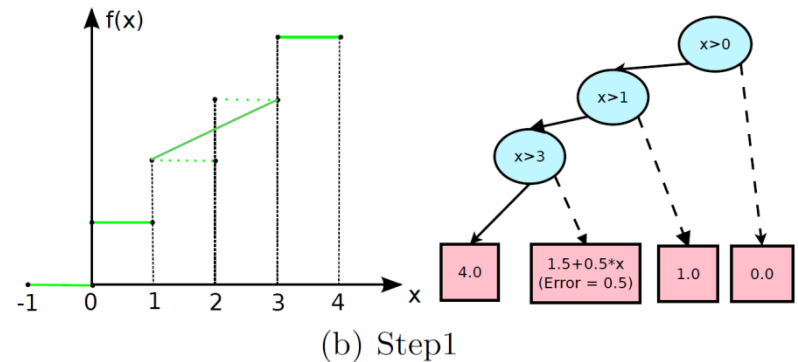 f(x)
-1
0
1
2
3
4
x
x>0
x>1
x>3
4.0
1.5+0.5*x
(Error = 0.5)
1.0
0.0
(b) Step1